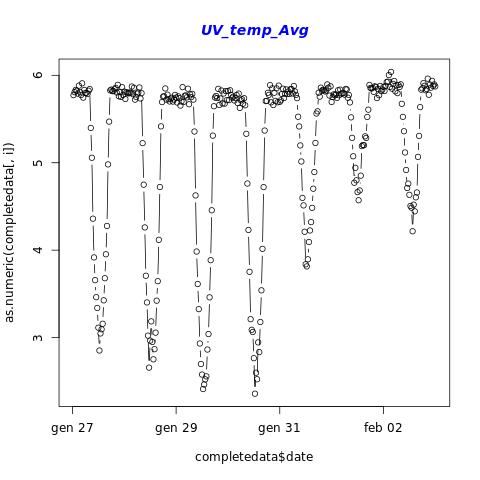 UV_temp_Avg
as.numeric(completedata[, i])
6
5
4
3
gen 27
gen 29
gen 31
feb 02
completedata$date